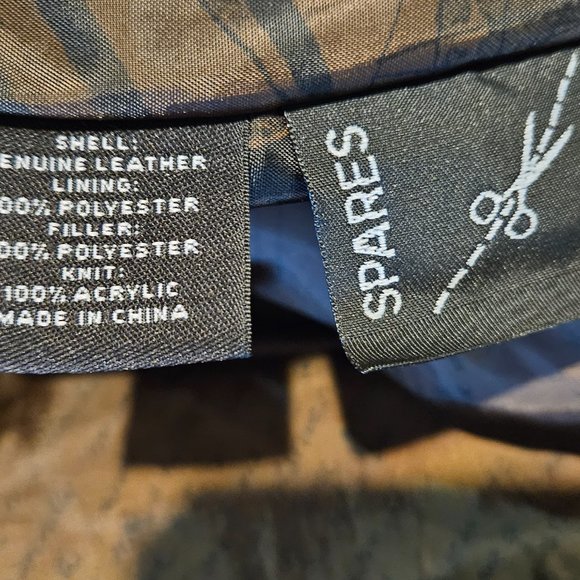 SHELL:
ENUINE LEATHER
LINING:
00% POLYESTER
FILLER:
00% POLYESTER
KNIT:
100% ACRYLIC
MADE IN CHINA
SPARES